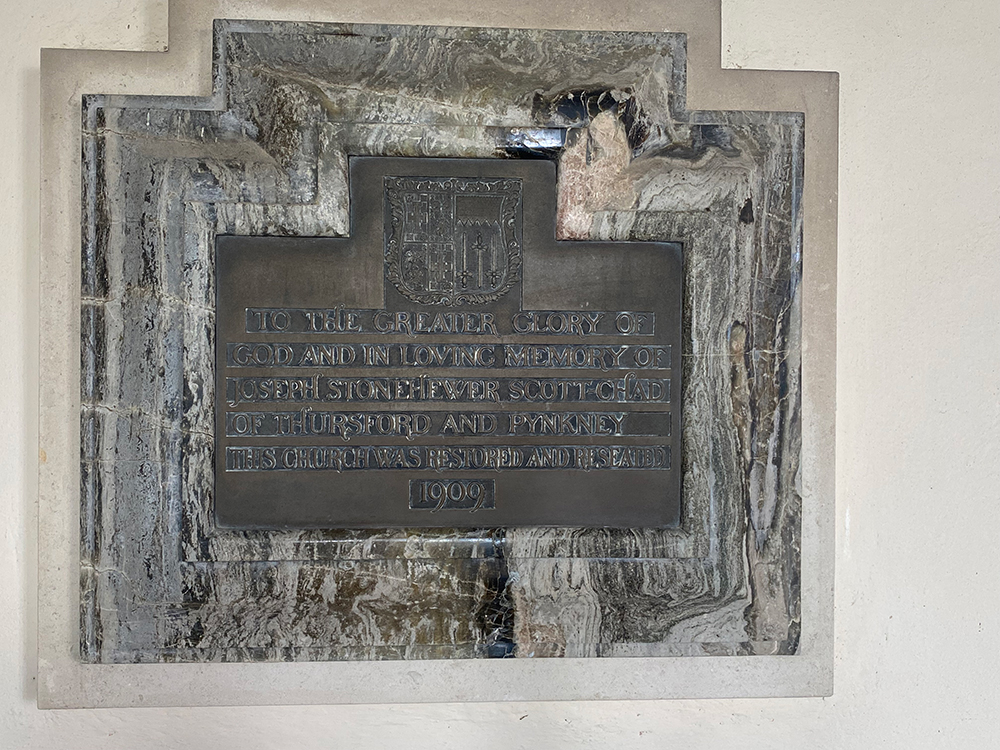 TO THE GREATER GLORY OF
GOD AND IN LOVING MEMORY OF
JOSEPH STONEHEWER SCOTT-CHAD
OF THURSFORD AND PYNKNEY
THIS CHURCH WAS RESTORED AND RESEATED
1909